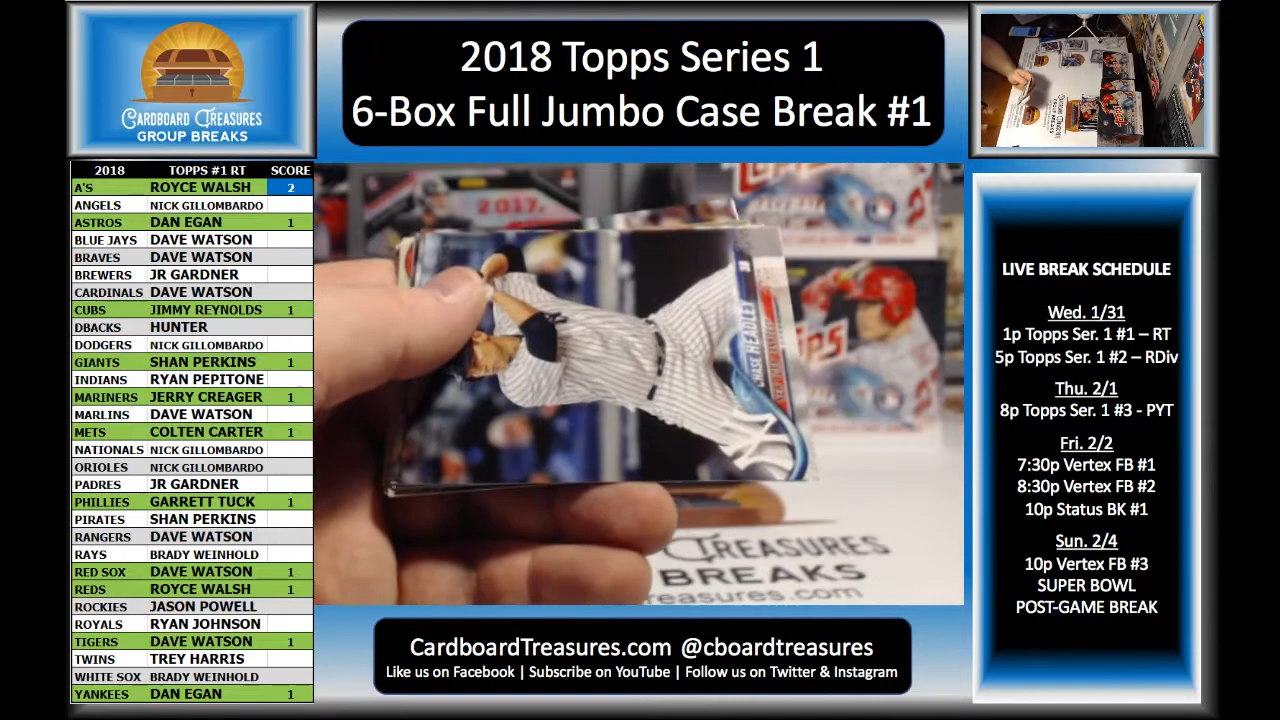 CARDBOARD TREASURES
GROUP BREAKS
2018 Topps Series 1
6-Box Full Jumbo Case Break #1
2018 TOPPS #1 RT SCORE
A'S ROYCE WALSH 2
ANGELS NICK GILLOMBARDO
ASTROS DAN EGAN 1
BLUE JAYS DAVE WATSON
BRAVES DAVE WATSON
BREWERS JR GARDNER
CARDINALS DAVE WATSON
CUBS JIMMY REYNOLDS 1
DBACKS HUNTER
DODGERS NICK GILLOMBARDO
GIANTS SHAN PERKINS 1
INDIANS RYAN PEPITONE
MARINERS JERRY CREAGER 1
MARLINS DAVE WATSON
METS COLTEN CARTER 1
NATIONALS NICK GILLOMBARDO
ORIOLES NICK GILLOMBARDO
PADRES JR GARDNER
PHILLIES GARRETT TUCK 1
PIRATES SHAN PERKINS
RANGERS DAVE WATSON
RAYS BRADY WEINHOLD
RED SOX DAVE WATSON 1
REDS ROYCE WALSH 1
ROCKIES JASON POWELL
ROYALS RYAN JOHNSON
TIGERS DAVE WATSON 1
TWINS TREY HARRIS
WHITE SOX BRADY WEINHOLD
YANKEES DAN EGAN 1
2017
CHASE HEADLEY
NEW YORK YANKEES
NY
TREASURES
BREAKS
reasures.com
CardboardTreasures.com @cboardtreasures
Like us on Facebook | Subscribe on YouTube | Follow us on Twitter & Instagram
LIVE BREAK SCHEDULE
Wed. 1/31
1p Topps Ser. 1 #1 – RT
5p Topps Ser. 1 #2 – RDiv
Thu. 2/1
8p Topps Ser. 1 #3 - PYT
Fri. 2/2
7:30p Vertex FB #1
8:30p Vertex FB #2
10p Status BK #1
Sun. 2/4
10p Vertex FB #3
SUPER BOWL
POST-GAME BREAK